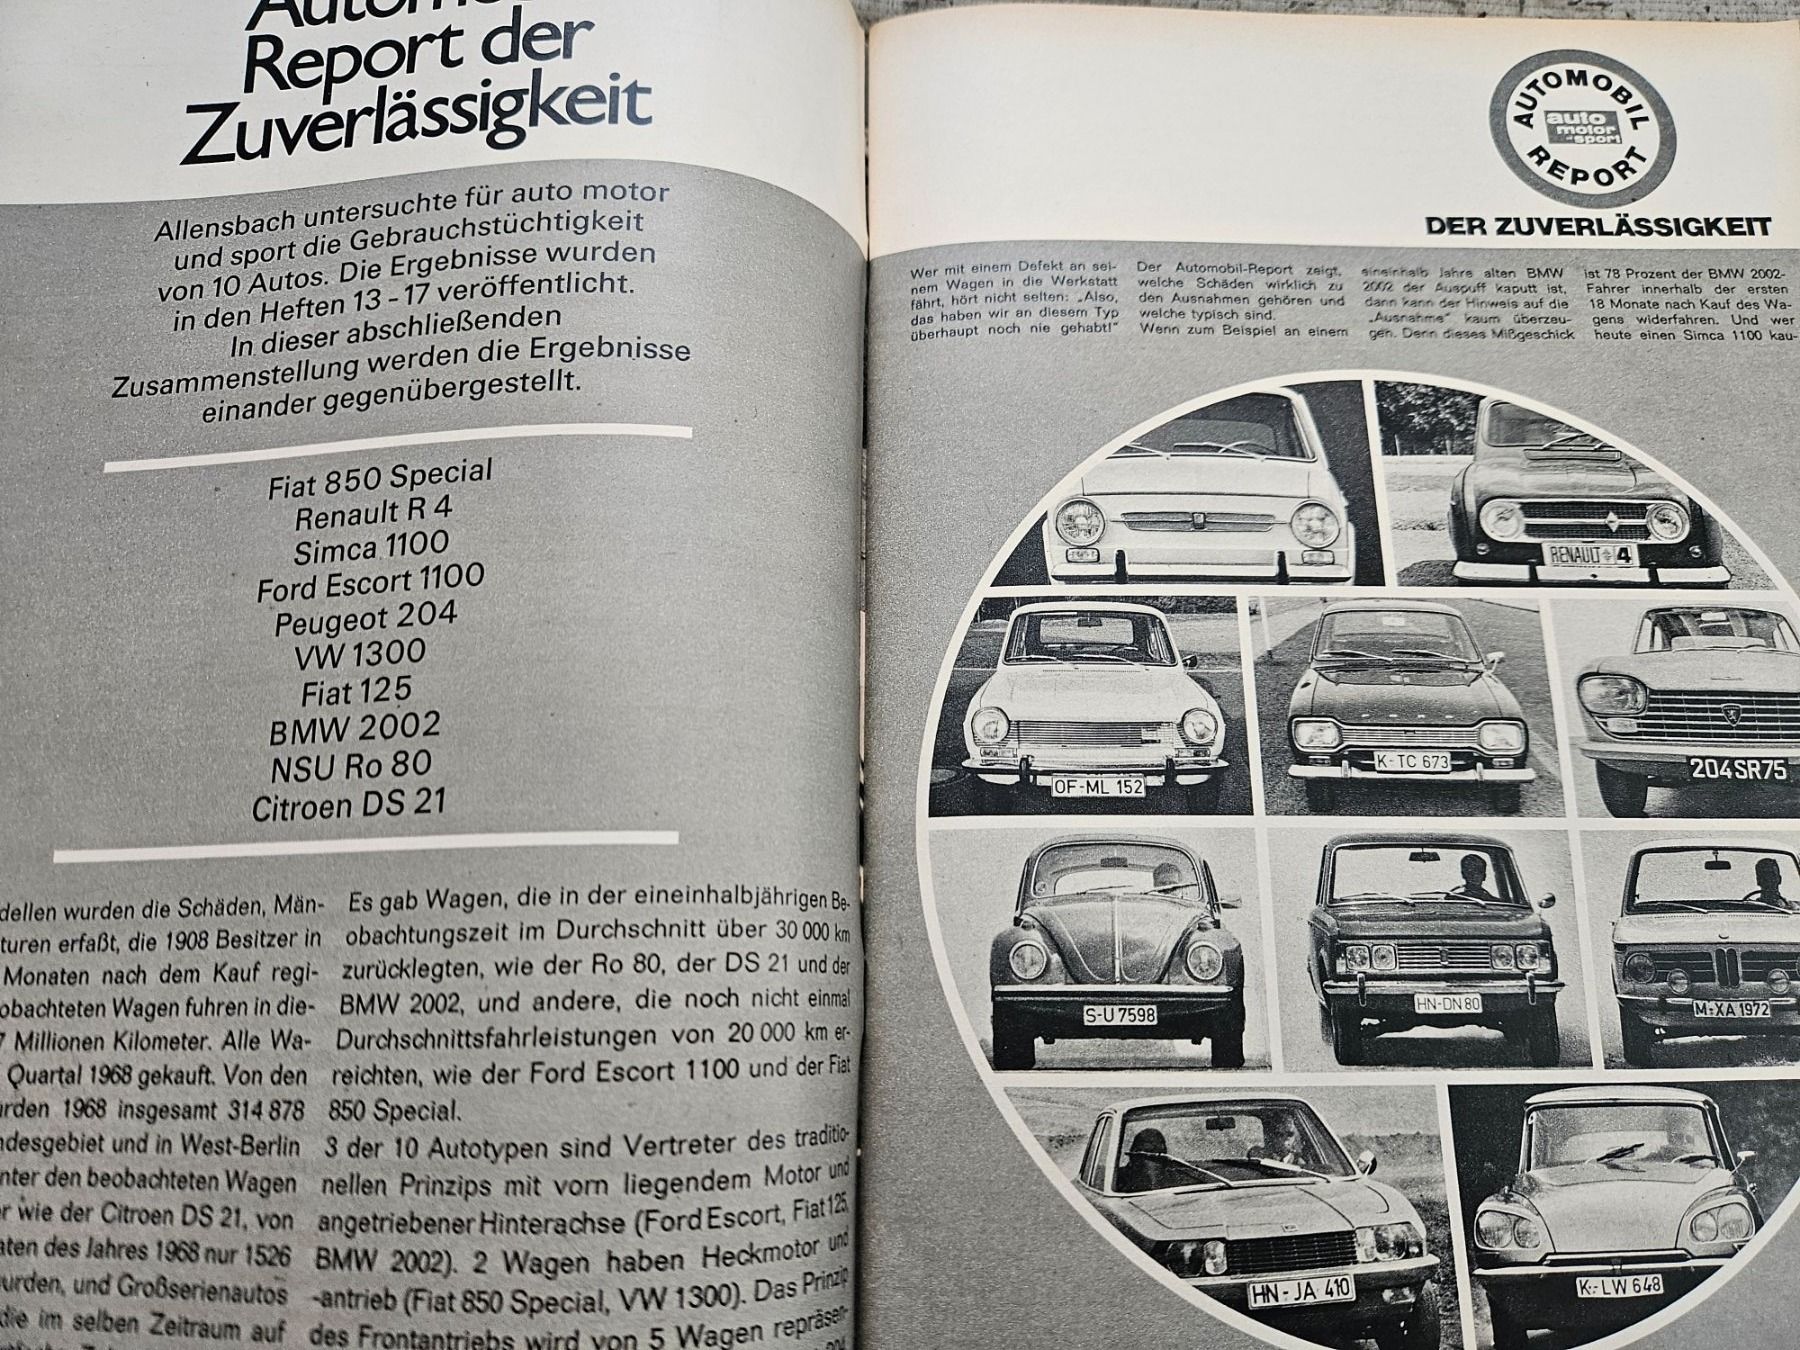 Report der
Zuverlässigkeit
Allensbach untersuchte für auto motor
und sport die Gebrauchstüchtigkeit
von 10 Autos. Die Ergebnisse wurden
in den Heften 13 - 17 veröffentlicht.
In dieser abschließenden
Zusammenstellung werden die Ergebnisse
einander gegenübergestellt.
Fiat 850 Special
Renault R 4
Simca 1100
Ford Escort 1100
Peugeot 204
VW 1300
Fiat 125
BMW 2002
NSU Ro 80
Citroen DS 21
dellen wurden die Schäden, Män-
turen erfaßt, die 1908 Besitzer in
Monaten nach dem Kauf regi-
obachteten Wagen fuhren in die-
7 Millionen Kilometer. Alle Wa-
Quartal 1968 gekauft. Von den
urden 1968 insgesamt 314 878
ndesgebiet und in West-Berlin
nter den beobachteten Wagen
r wie der Citroen DS 21, von
aten des Jahres 1968 nur 1526
urden, und Großserienautos
die im selben Zeitraum auf
Es gab Wagen, die in der eineinhalbjährigen Be-
obachtungszeit im Durchschnitt über 30 000 km
zurücklegten, wie der Ro 80, der DS 21 und der
BMW 2002, und andere, die noch nicht einmal
Durchschnittsfahrleistungen von 20 000 km er-
reichten, wie der Ford Escort 1100 und der Fiat
850 Special.
3 der 10 Autotypen sind Vertreter des traditio-
nellen Prinzips mit vorn liegendem Motor und
angetriebener Hinterachse (Ford Escort, Fiat 125,
BMW 2002). 2 Wagen haben Heckmotor und
-antrieb (Fiat 850 Special, VW 1300). Das Prinzip
des Frontantriebs wird von 5 Wagen repräsen-
AUTOMOBIL
auto
motor
sport
REPORT
DER ZUVERLÄSSIGKEIT
Wer mit einem Defekt an sei-
nem Wagen in die Werkstatt
fährt, hört nicht selten: „Also,
das haben wir an diesem Typ
überhaupt noch nie gehabt!"
Der Automobil-Report zeigt,
welche Schäden wirklich zu
den Ausnahmen gehören und
welche typisch sind.
Wenn zum Beispiel an einem
eineinhalb Jahre alten BMW
2002 der Auspuff kaputt ist,
dann kann der Hinweis auf die
„Ausnahme" kaum überzeu-
gen. Denn dieses Mißgeschick
ist 78 Prozent der BMW 2002-
Fahrer innerhalb der ersten
18 Monate nach Kauf des Wa-
gens widerfahren. Und wer
heute einen Simca 1100 kau-
RENAULT 4
OF-ML 152
FORD
K-TC 673
204SR75
S-U 7598
HN-DN 80
M-XA 1972
HN-JA 410
K-LW 648